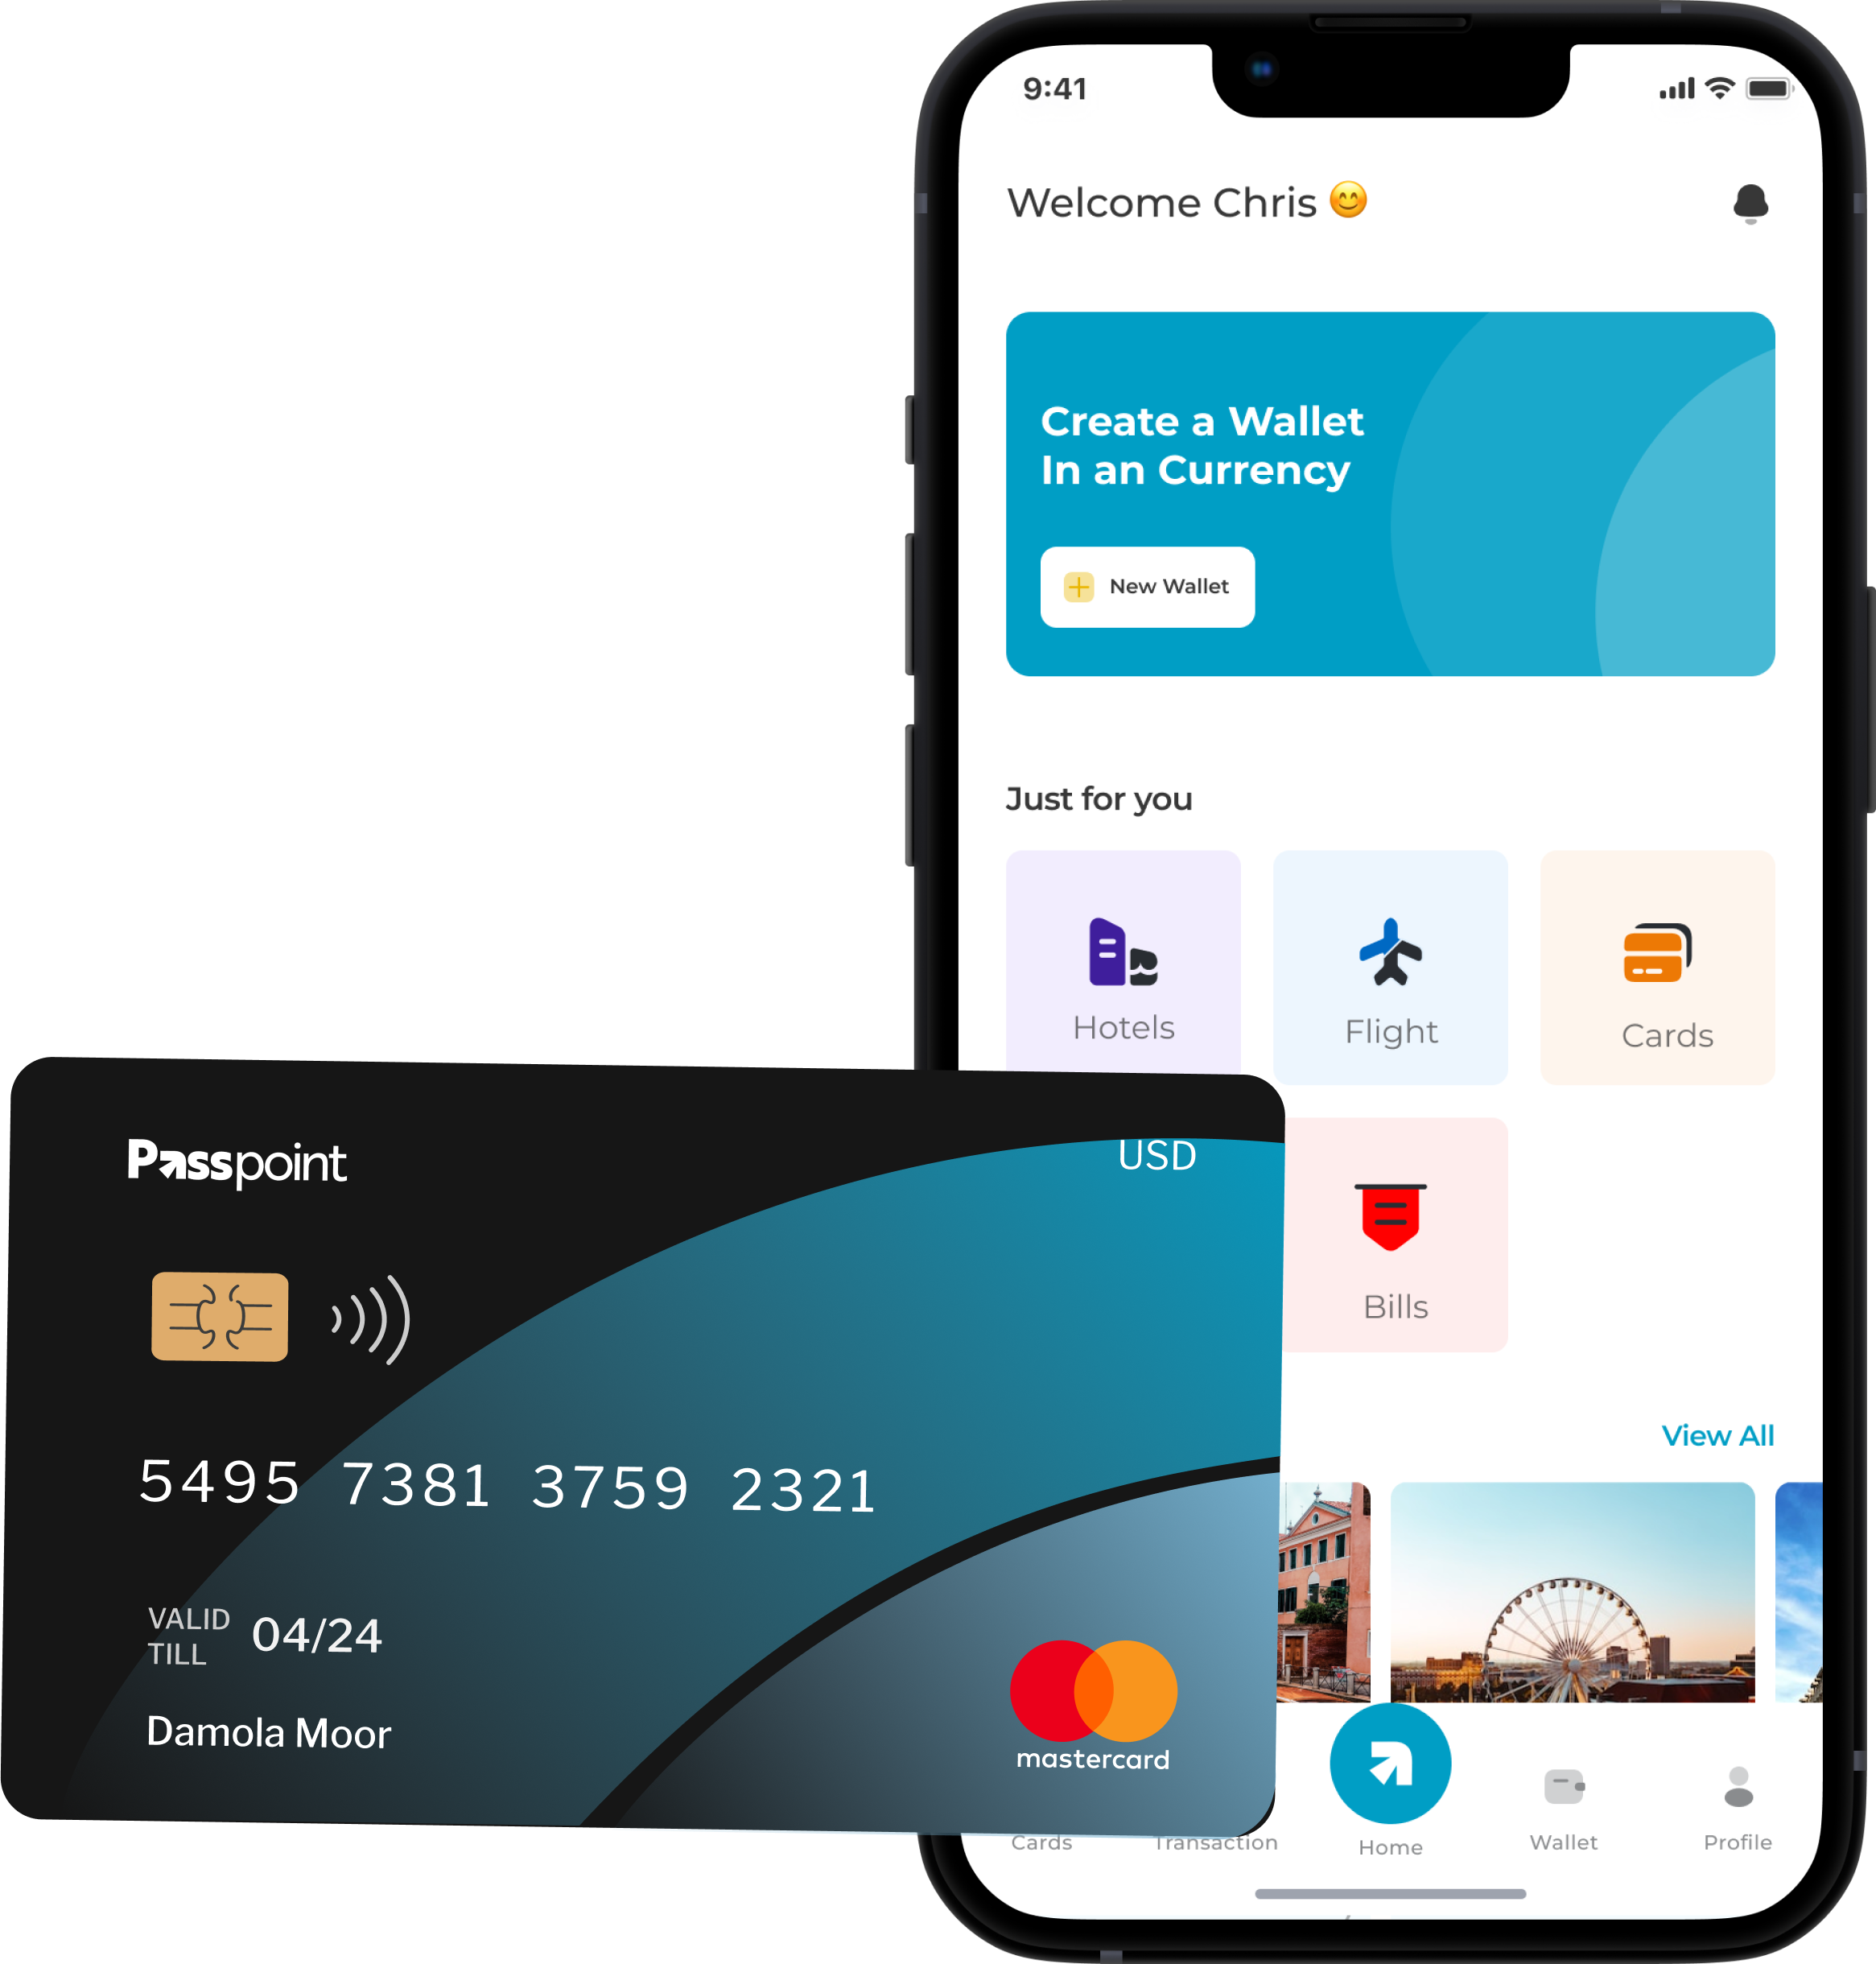 9:41
Welcome Chris 😊
Create a Wallet
In an Currency
New Wallet
Just for you
Hotels
Flight
Cards
Bills
View All
Passpoint
USD
5495 7381 3759 2321
VALID
TILL
04/24
Damola Moor
mastercard
Cards
Transaction
Home
Wallet
Profile